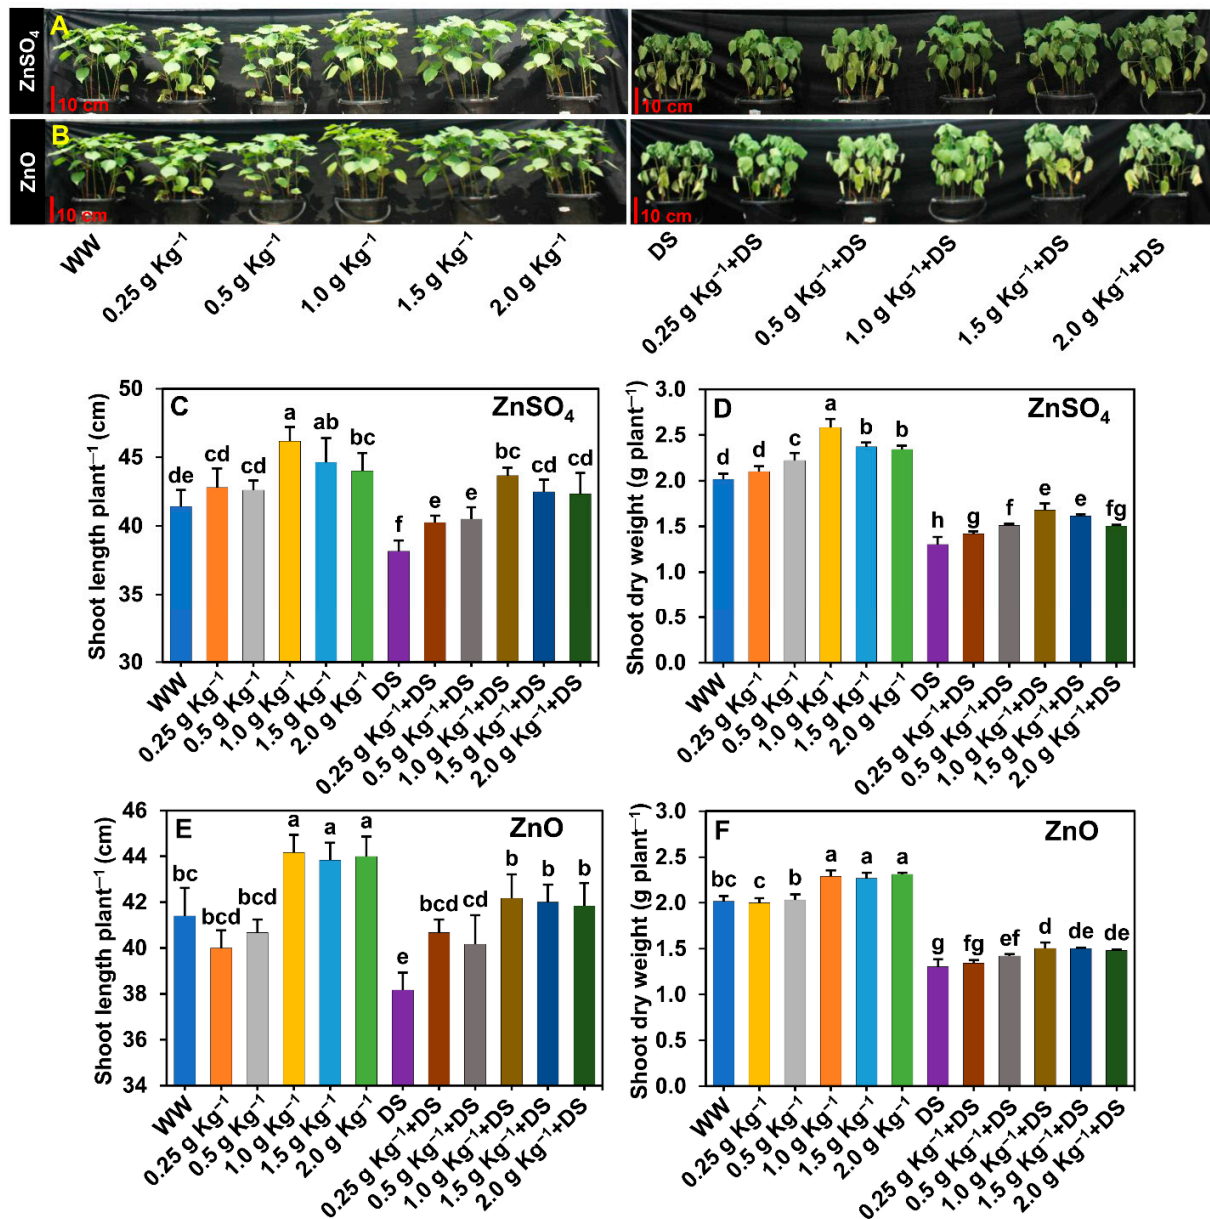 A
ZnSO₄
10 cm
10 cm
B
ZnO
10 cm
10 cm
WW
0.25 g Kg⁻¹
0.5 g Kg⁻¹
1.0 g Kg⁻¹
1.5 g Kg⁻¹
2.0 g Kg⁻¹
DS
0.25 g Kg⁻¹+DS
0.5 g Kg⁻¹+DS
1.0 g Kg⁻¹+DS
1.5 g Kg⁻¹+DS
2.0 g Kg⁻¹+DS
C
ZnSO₄
Shoot length plant⁻¹ (cm)
50
45
40
35
30
de
cd
cd
a
ab
bc
f
e
e
bc
cd
cd
WW
0.25 g Kg⁻¹
0.5 g Kg⁻¹
1.0 g Kg⁻¹
1.5 g Kg⁻¹
2.0 g Kg⁻¹
DS
0.25 g Kg⁻¹+DS
0.5 g Kg⁻¹+DS
1.0 g Kg⁻¹+DS
1.5 g Kg⁻¹+DS
2.0 g Kg⁻¹+DS
D
ZnSO₄
Shoot dry weight (g plant⁻¹)
3.0
2.5
2.0
1.5
1.0
0.5
0.0
d
d
c
a
b
b
h
g
f
e
e
fg
WW
0.25 g Kg⁻¹
0.5 g Kg⁻¹
1.0 g Kg⁻¹
1.5 g Kg⁻¹
2.0 g Kg⁻¹
DS
0.25 g Kg⁻¹+DS
0.5 g Kg⁻¹+DS
1.0 g Kg⁻¹+DS
1.5 g Kg⁻¹+DS
2.0 g Kg⁻¹+DS
E
ZnO
Shoot length plant⁻¹ (cm)
46
44
42
40
38
36
34
bc
bcd
bcd
a
a
a
e
bcd
cd
b
b
b
WW
0.25 g Kg⁻¹
0.5 g Kg⁻¹
1.0 g Kg⁻¹
1.5 g Kg⁻¹
2.0 g Kg⁻¹
DS
0.25 g Kg⁻¹+DS
0.5 g Kg⁻¹+DS
1.0 g Kg⁻¹+DS
1.5 g Kg⁻¹+DS
2.0 g Kg⁻¹+DS
F
ZnO
Shoot dry weight (g plant⁻¹)
3.0
2.5
2.0
1.5
1.0
0.5
0.0
bc
c
b
a
a
a
g
fg
ef
d
de
de
WW
0.25 g Kg⁻¹
0.5 g Kg⁻¹
1.0 g Kg⁻¹
1.5 g Kg⁻¹
2.0 g Kg⁻¹
DS
0.25 g Kg⁻¹+DS
0.5 g Kg⁻¹+DS
1.0 g Kg⁻¹+DS
1.5 g Kg⁻¹+DS
2.0 g Kg⁻¹+DS